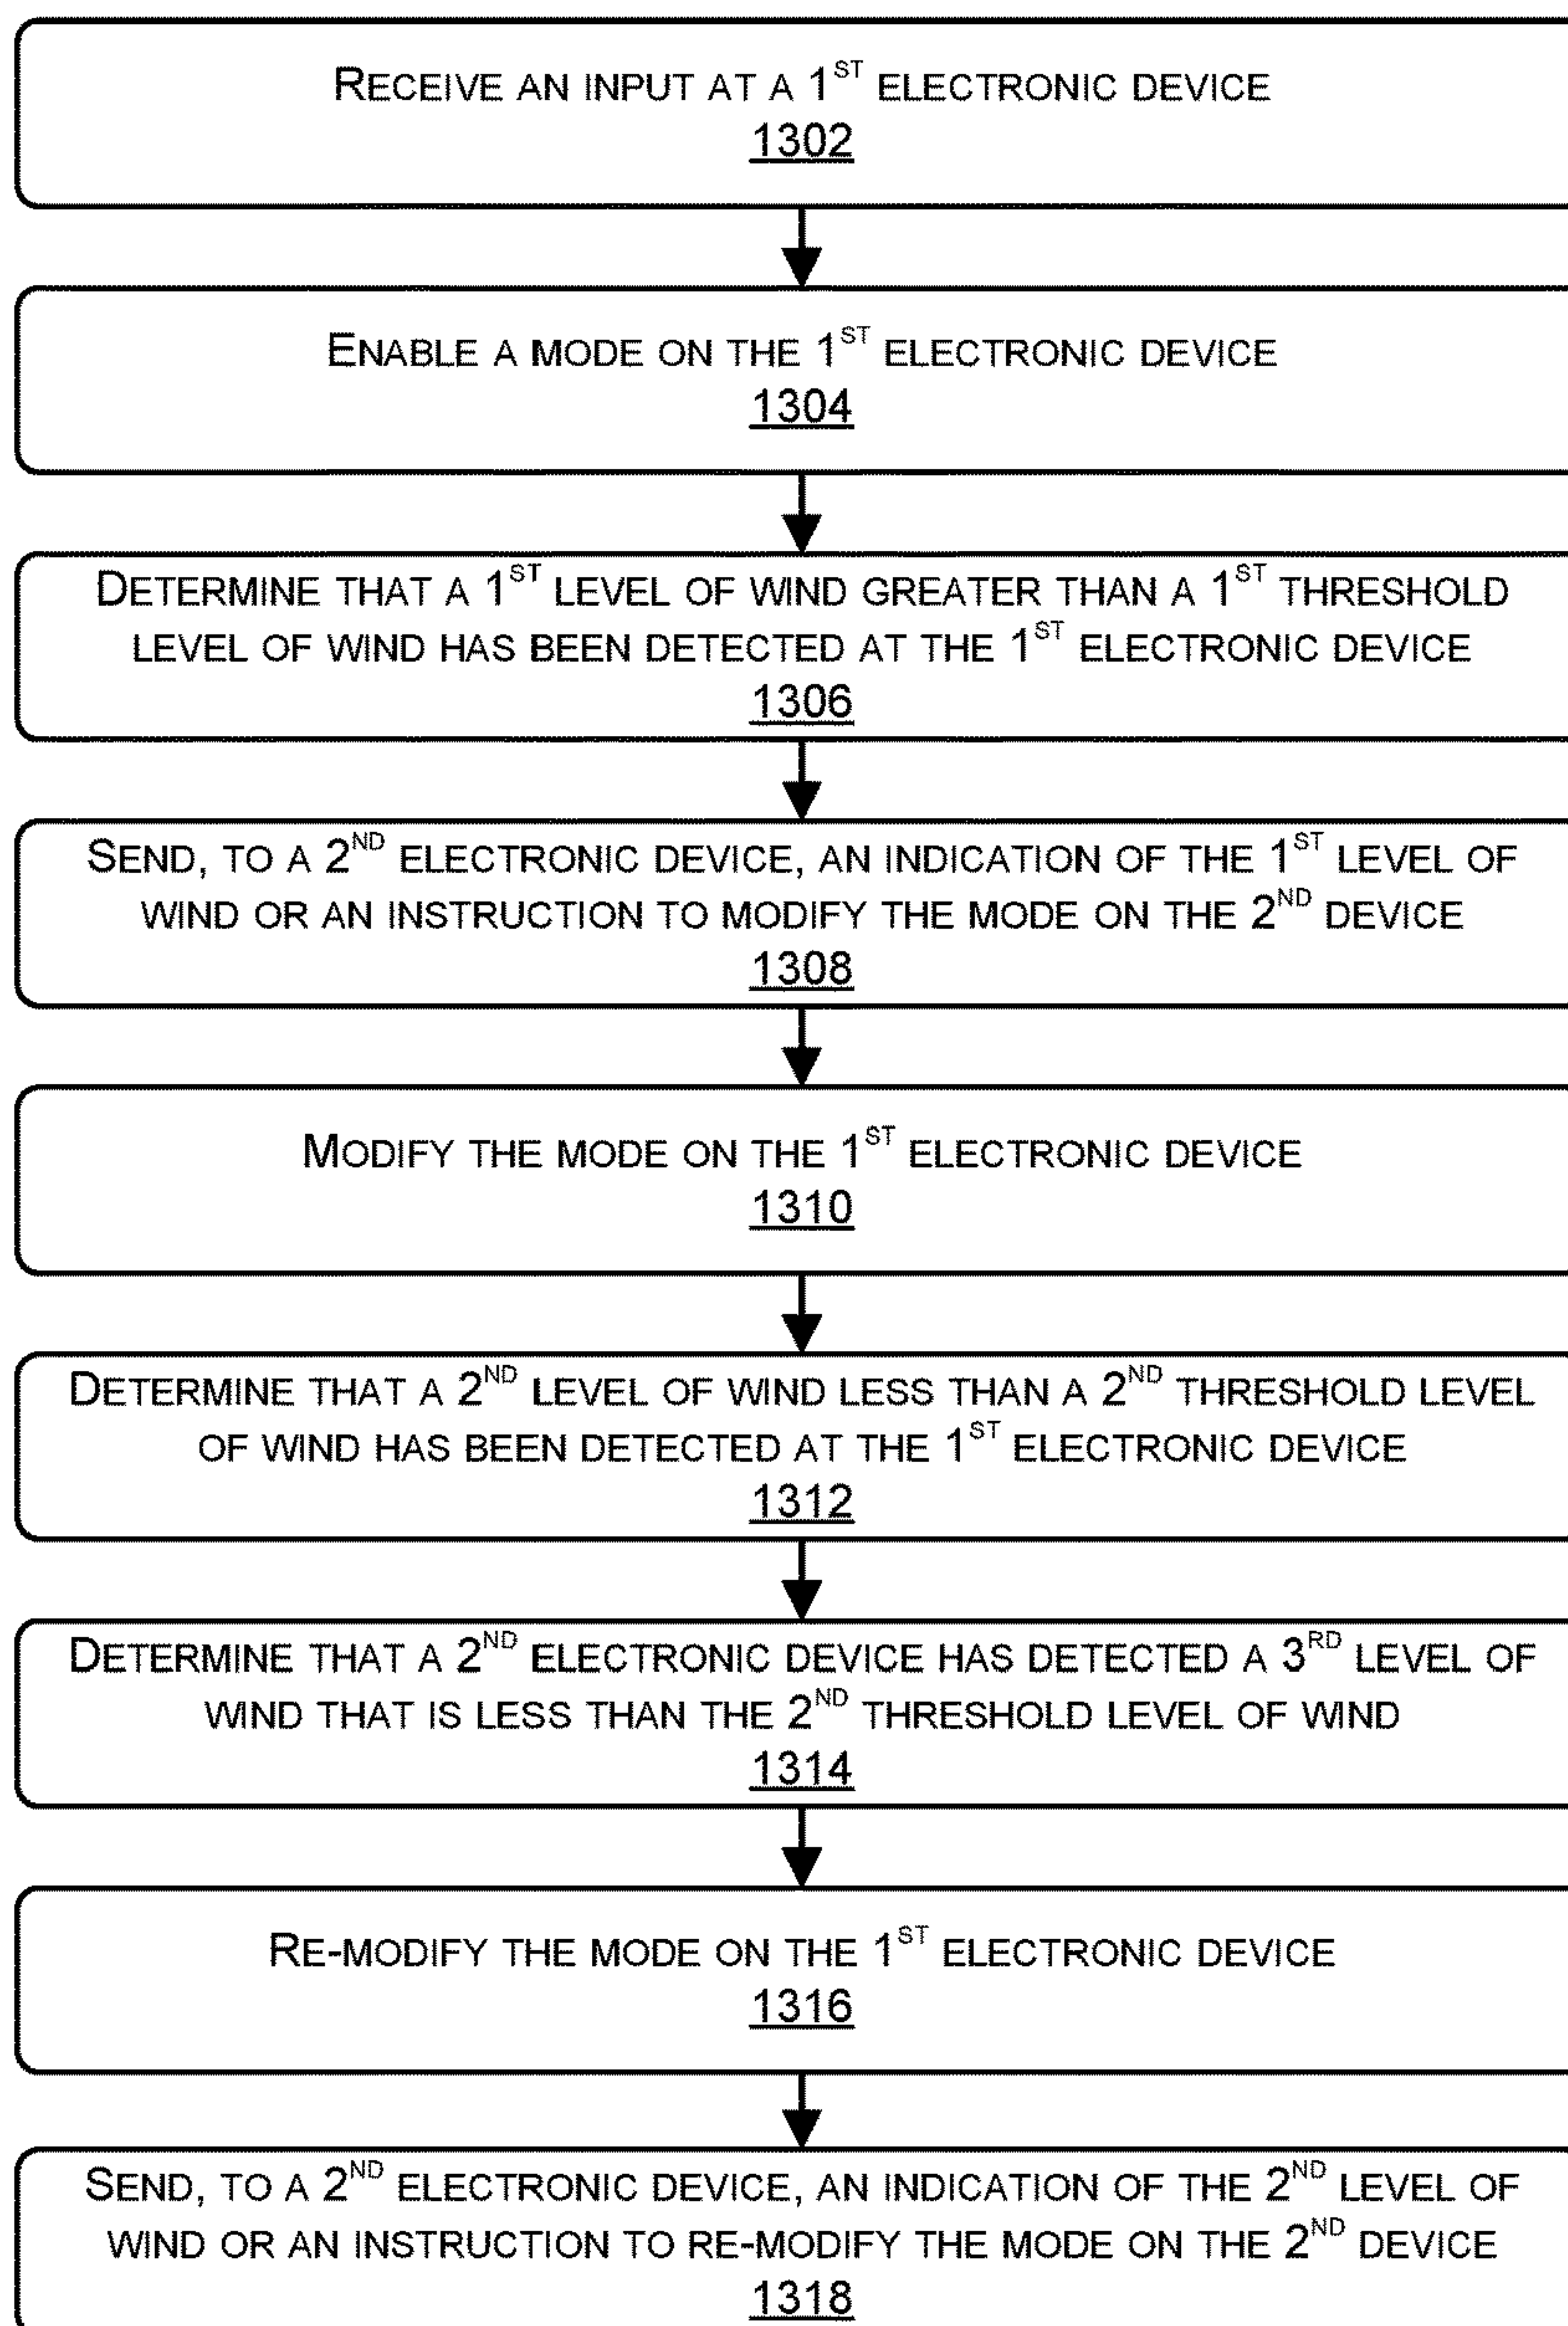 RECEIVE AN INPUT AT A 1ST ELECTRONIC DEVICE
1302
ENABLE A MODE ON THE 1ST ELECTRONIC DEVICE
1304
DETERMINE THAT A 1ST LEVEL OF WIND GREATER THAN A 1ST THRESHOLD
LEVEL OF WIND HAS BEEN DETECTED AT THE 1ST ELECTRONIC DEVICE
1306
SEND, TO A 2ND ELECTRONIC DEVICE, AN INDICATION OF THE 1ST LEVEL OF
WIND OR AN INSTRUCTION TO MODIFY THE MODE ON THE 2ND DEVICE
1308
MODIFY THE MODE ON THE 1ST ELECTRONIC DEVICE
1310
DETERMINE THAT A 2ND LEVEL OF WIND LESS THAN A 2ND THRESHOLD LEVEL
OF WIND HAS BEEN DETECTED AT THE 1ST ELECTRONIC DEVICE
1312
DETERMINE THAT A 2ND ELECTRONIC DEVICE HAS DETECTED A 3RD LEVEL OF
WIND THAT IS LESS THAN THE 2ND THRESHOLD LEVEL OF WIND
1314
RE-MODIFY THE MODE ON THE 1ST ELECTRONIC DEVICE
1316
SEND, TO A 2ND ELECTRONIC DEVICE, AN INDICATION OF THE 2ND LEVEL OF
WIND OR AN INSTRUCTION TO RE-MODIFY THE MODE ON THE 2ND DEVICE
1318